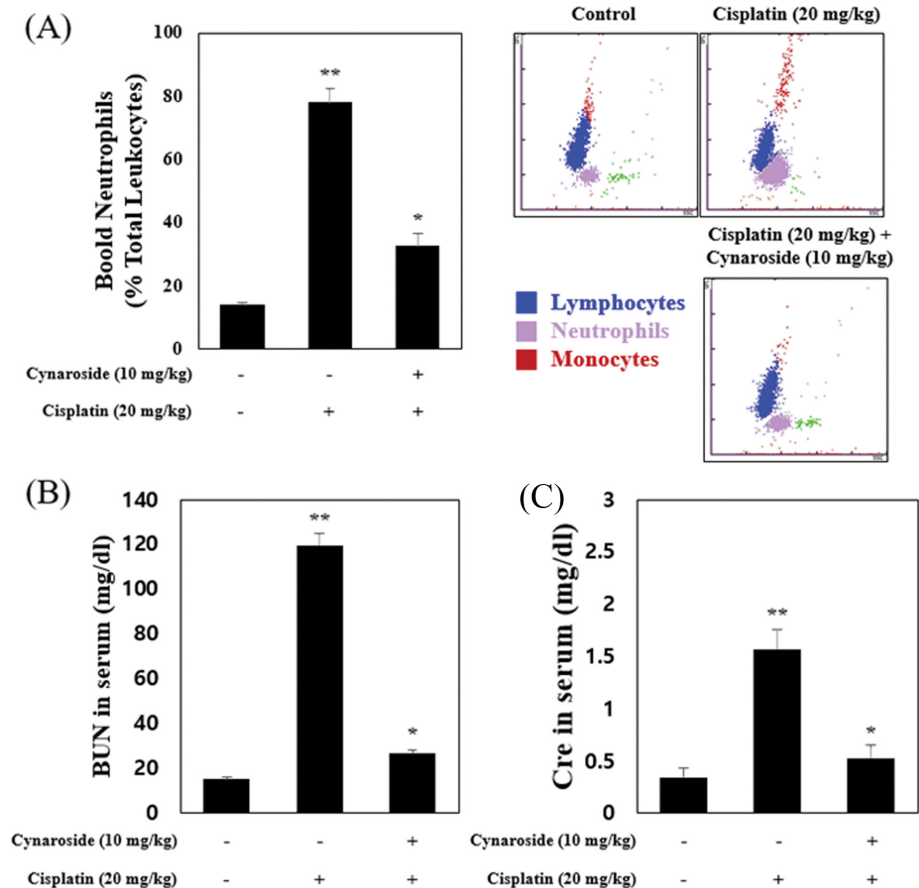 (A)
Boold Neutrophils
(% Total Leukocytes)
100
80
60
40
20
0
**
*
Cynaroside (10 mg/kg) - - +
Cisplatin (20 mg/kg) - + +
Control
Cisplatin (20 mg/kg)
SSC
SSC
Cisplatin (20 mg/kg) +
Cynaroside (10 mg/kg)
SSC
Lymphocytes
Neutrophils
Monocytes
(B)
BUN in serum (mg/dl)
140
120
100
80
60
40
20
0
**
*
Cynaroside (10 mg/kg) - - +
Cisplatin (20 mg/kg) - + +
(C)
Cre in serum (mg/dl)
3
2.5
2
1.5
1
0.5
0
**
*
Cynaroside (10 mg/kg) - - +
Cisplatin (20 mg/kg) - + +